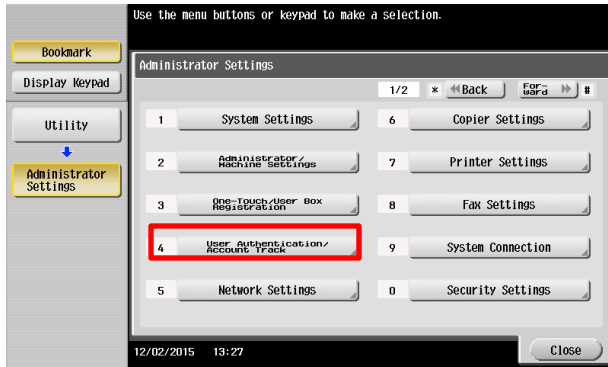 Use the menu buttons or keypad to make a selection.
Bookmark
Display Keypad
Utility
Administrator
Settings
Administrator Settings
1/2 * Back For-
ward #
1 System Settings
2 Administrator/
Machine Settings
3 One-Touch/User Box
Registration
4 User Authentication/
Account Track
5 Network Settings
6 Copier Settings
7 Printer Settings
8 Fax Settings
9 System Connection
0 Security Settings
12/02/2015 13:27
Close